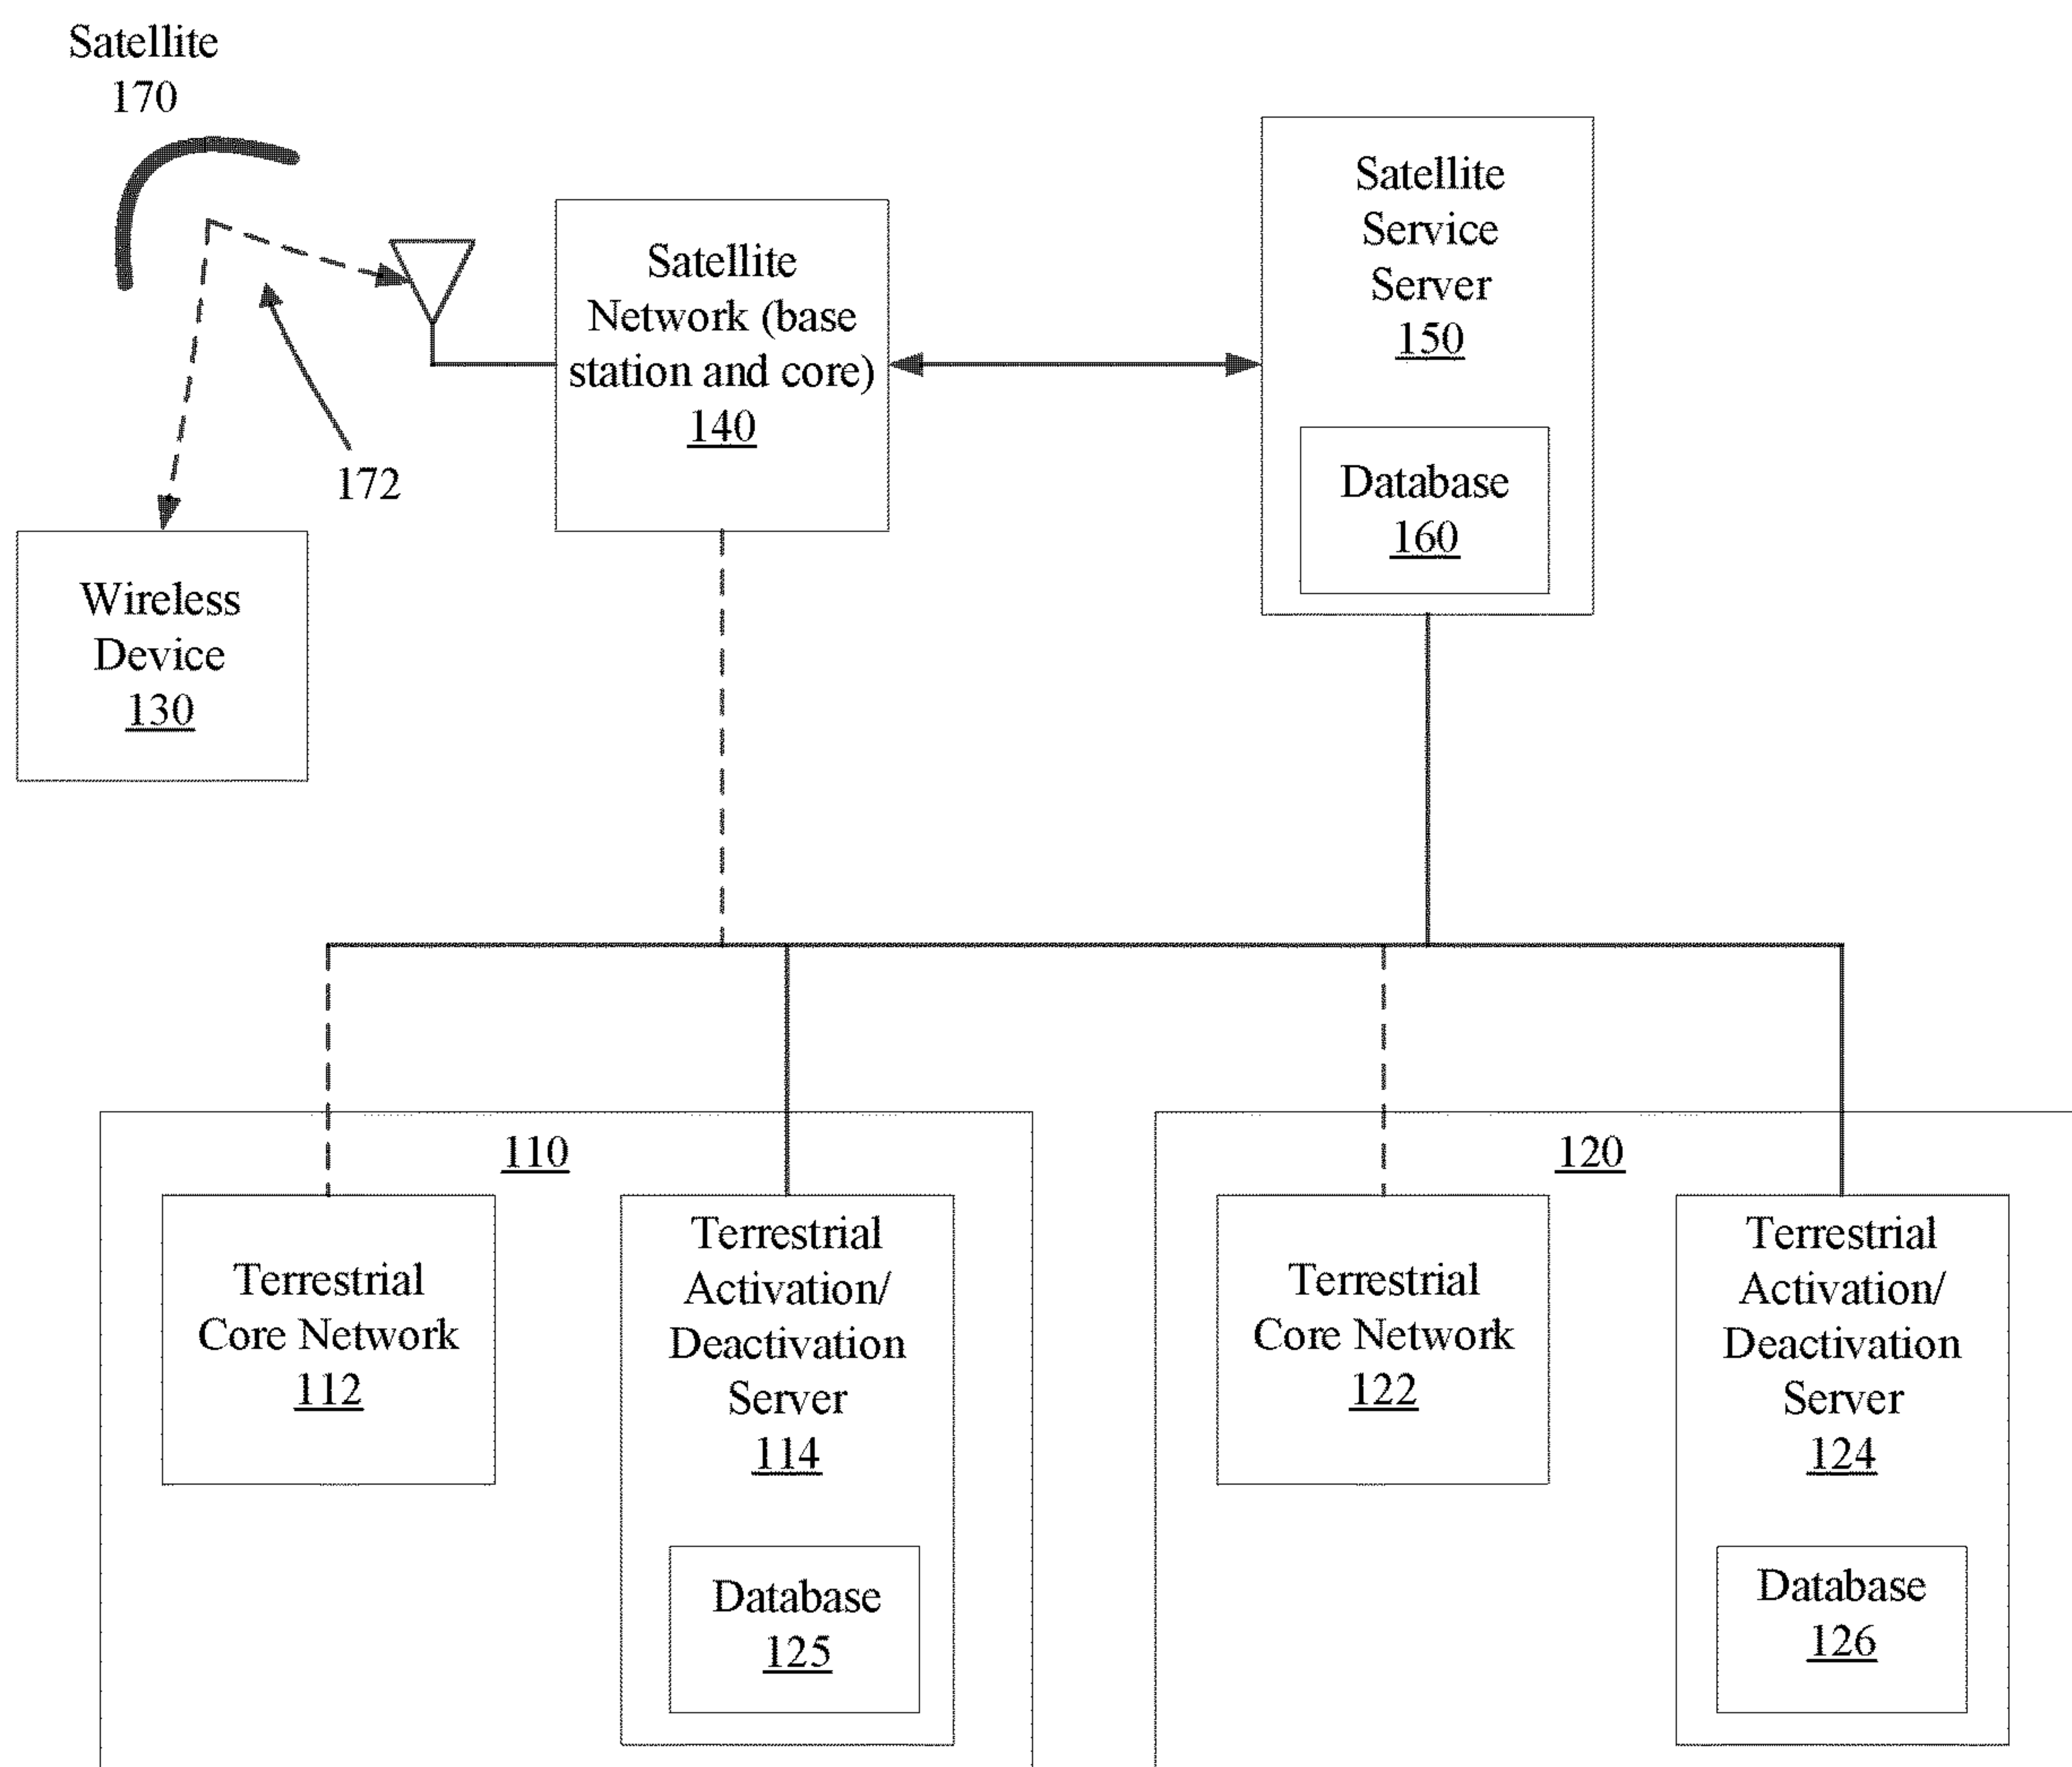 Satellite
170
Satellite
Network (base
station and core)
140
Satellite
Service
Server
150
Database
160
172
Wireless
Device
130
110
Terrestrial
Core Network
112
Terrestrial
Activation/
Deactivation
Server
114
Database
125
120
Terrestrial
Core Network
122
Terrestrial
Activation/
Deactivation
Server
124
Database
126